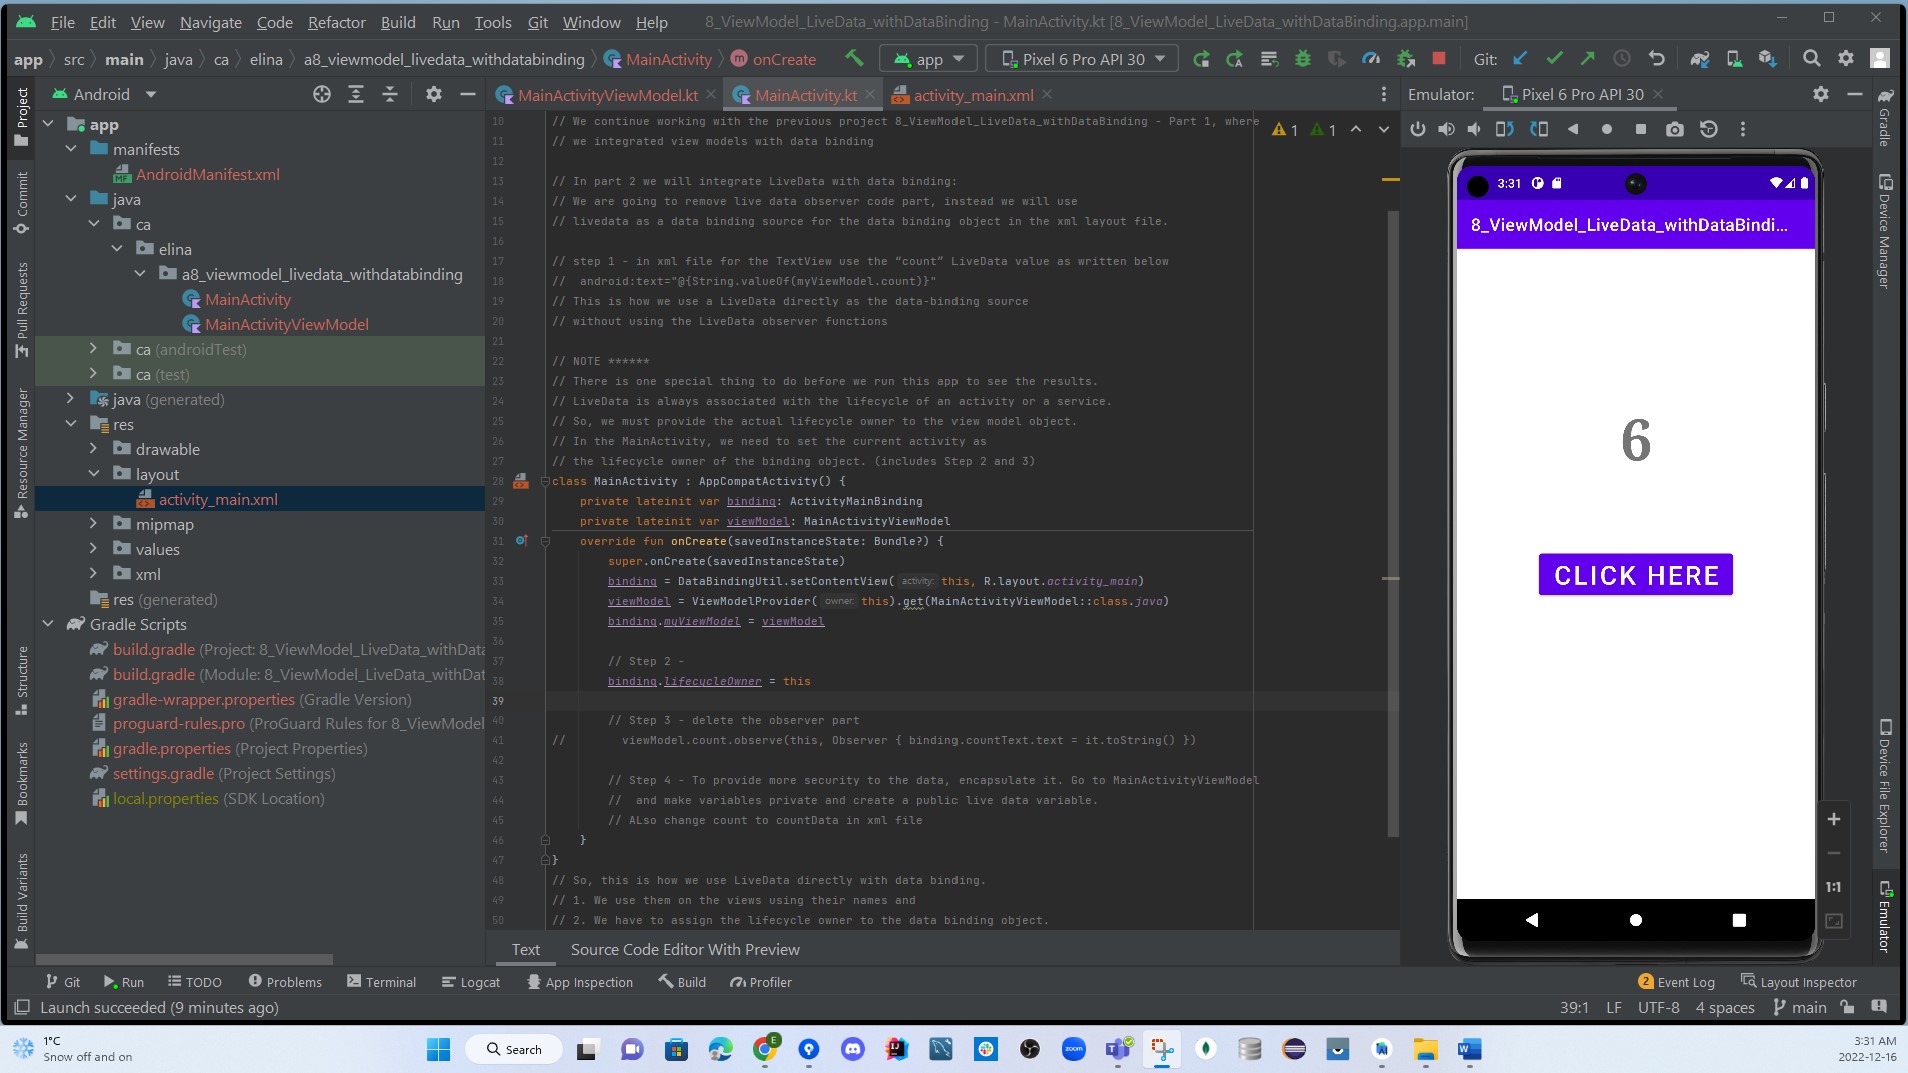 File Edit View Navigate Code Refactor Build Run Tools Git Window Help 8_ViewModel_LiveData_withDataBinding - MainActivity.kt [8_ViewModel_LiveData_withDataBinding.app.main]
app src main java ca elina a8_viewmodel_livedata_withdatabinding MainActivity onCreate app Pixel 6 Pro API 30 Git:
Android MainActivityViewModel.kt MainActivity.kt activity_main.xml Emulator: Pixel 6 Pro API 30
Project
Commit
Pull Requests
Resource Manager
Structure
Bookmarks
Build Variants
app
manifests
AndroidManifest.xml
java
ca
elina
a8_viewmodel_livedata_withdatabinding
MainActivity
MainActivityViewModel
ca (androidTest)
ca (test)
java (generated)
res
drawable
layout
activity_main.xml
mipmap
values
xml
res (generated)
Gradle Scripts
build.gradle (Project: 8_ViewModel_LiveData_withData
build.gradle (Module: 8_ViewModel_LiveData_withDat
gradle-wrapper.properties (Gradle Version)
proguard-rules.pro (ProGuard Rules for 8_ViewModel
gradle.properties (Project Properties)
settings.gradle (Project Settings)
local.properties (SDK Location)
1 1
10 // We continue working with the previous project 8_ViewModel_LiveData_withDataBinding - Part 1, where
11 // we integrated view models with data binding
12
13 // In part 2 we will integrate LiveData with data binding:
14 // We are going to remove live data observer code part, instead we will use
15 // livedata as a data binding source for the data binding object in the xml layout file.
16
17 // step 1 - in xml file for the TextView use the “count” LiveData value as written below
18 //  android:text="@{String.valueOf(myViewModel.count)}"
19 // This is how we use a LiveData directly as the data-binding source
20 // without using the LiveData observer functions
21
22 // NOTE ******
23 // There is one special thing to do before we run this app to see the results.
24 // LiveData is always associated with the lifecycle of an activity or a service.
25 // So, we must provide the actual lifecycle owner to the view model object.
26 // In the MainActivity, we need to set the current activity as
27 // the lifecycle owner of the binding object. (includes Step 2 and 3)
28 class MainActivity : AppCompatActivity() {
29 private lateinit var binding: ActivityMainBinding
30 private lateinit var viewModel: MainActivityViewModel
31 override fun onCreate(savedInstanceState: Bundle?) {
32 super.onCreate(savedInstanceState)
33 binding = DataBindingUtil.setContentView( activity: this, R.layout.activity_main)
34 viewModel = ViewModelProvider( owner: this).get(MainActivityViewModel::class.java)
35 binding.myViewModel = viewModel
36
37 // Step 2 -
38 binding.lifecycleOwner = this
39
40 // Step 3 - delete the observer part
41 // viewModel.count.observe(this, Observer { binding.countText.text = it.toString() })
42
43 // Step 4 - To provide more security to the data, encapsulate it. Go to MainActivityViewModel
44 //  and make variables private and create a public live data variable.
45 // ALso change count to countData in xml file
46 }
47 }
48 // So, this is how we use LiveData directly with data binding.
49 // 1. We use them on the views using their names and
50 // 2. We have to assign the lifecycle owner to the data binding object.
Text Source Code Editor With Preview
3:31
8_ViewModel_LiveData_withDataBindi...
6
CLICK HERE
1:1
Gradle
Device Manager
Device File Explorer
Emulator
Git Run TODO Problems Terminal Logcat App Inspection Build Profiler 2 Event Log Layout Inspector
Launch succeeded (9 minutes ago) 39:1 LF UTF-8 4 spaces main
1°C
Snow off and on
Search
E
zoom
3:31 AM
2022-12-16